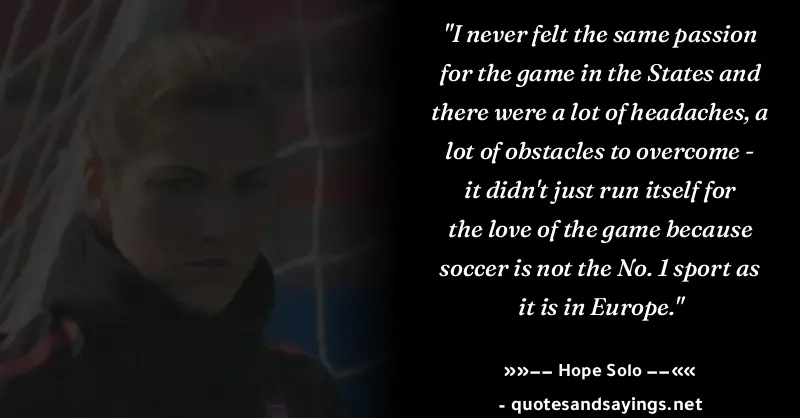 "I never felt the same passion
for the game in the States and
there were a lot of headaches, a
lot of obstacles to overcome -
it didn't just run itself for
the love of the game because
soccer is not the No. 1 sport as
it is in Europe."
»»−− Hope Solo −−««
- quotesandsayings.net